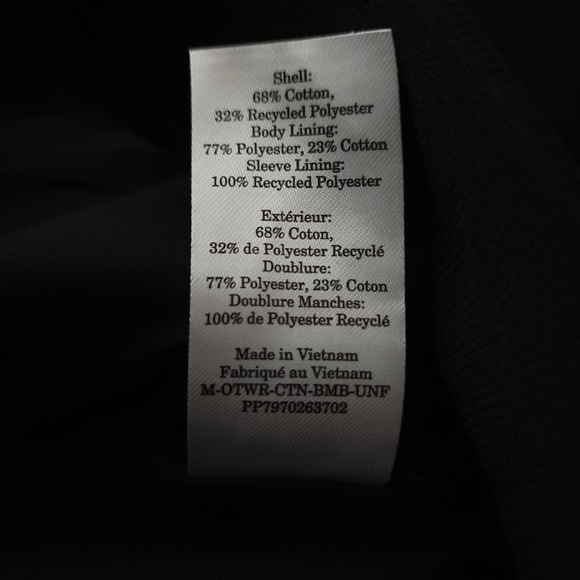 Shell:
68% Cotton,
32% Recycled Polyester
Body Lining:
77% Polyester, 23% Cotton
Sleeve Lining:
100% Recycled Polyester
Extérieur:
68% Coton,
32% de Polyester Recyclé
Doublure:
77% Polyester, 23% Coton
Doublure Manches:
100% de Polyester Recyclé
Made in Vietnam
Fabriqué au Vietnam
M-OTWR-CTN-BMB-UNF
PP7970263702